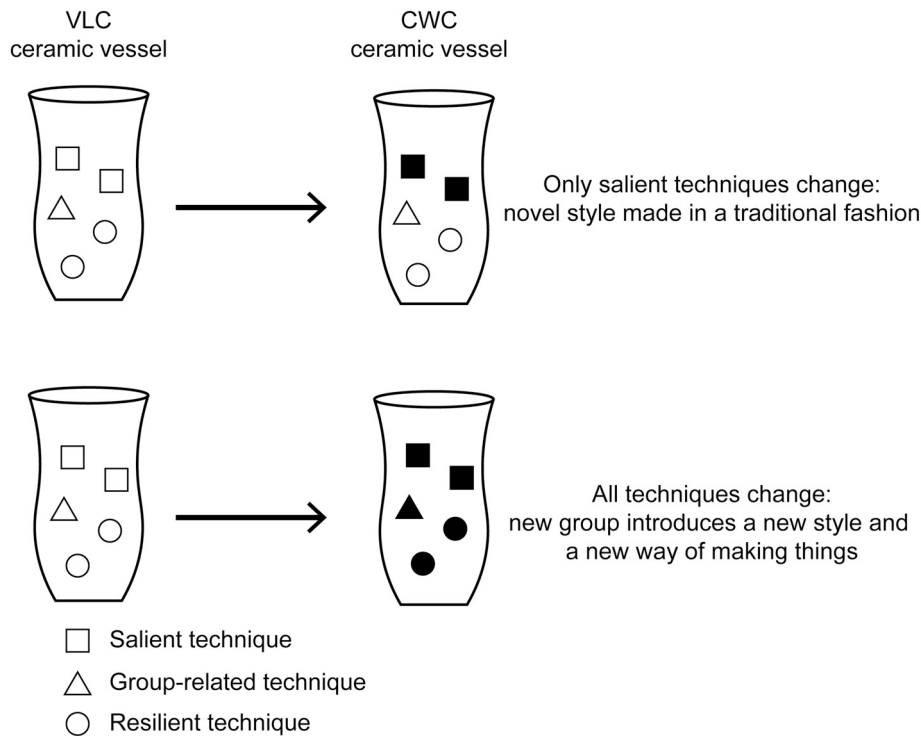 VLC
ceramic vessel
CWC
ceramic vessel
Only salient techniques change:
novel style made in a traditional fashion
All techniques change:
new group introduces a new style and
a new way of making things
Salient technique
Group-related technique
Resilient technique